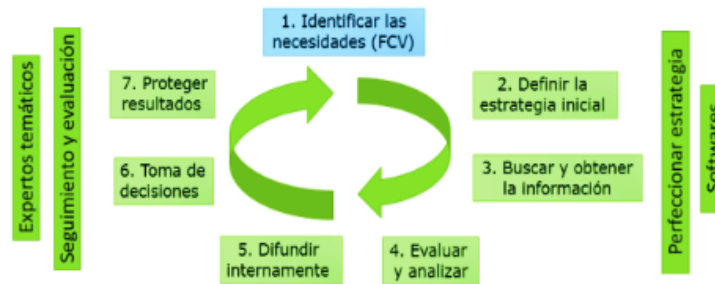 1. Identificar las
necesidades (FCV)
2. Definir la
estrategia inicial
3. Buscar y obtener
la información
4. Evaluar
y analizar
5. Difundir
internamente
6. Toma de
decisiones
7. Proteger
resultados
Expertos temáticos
Seguimiento y evaluación
Perfeccionar estrategia
Softwares